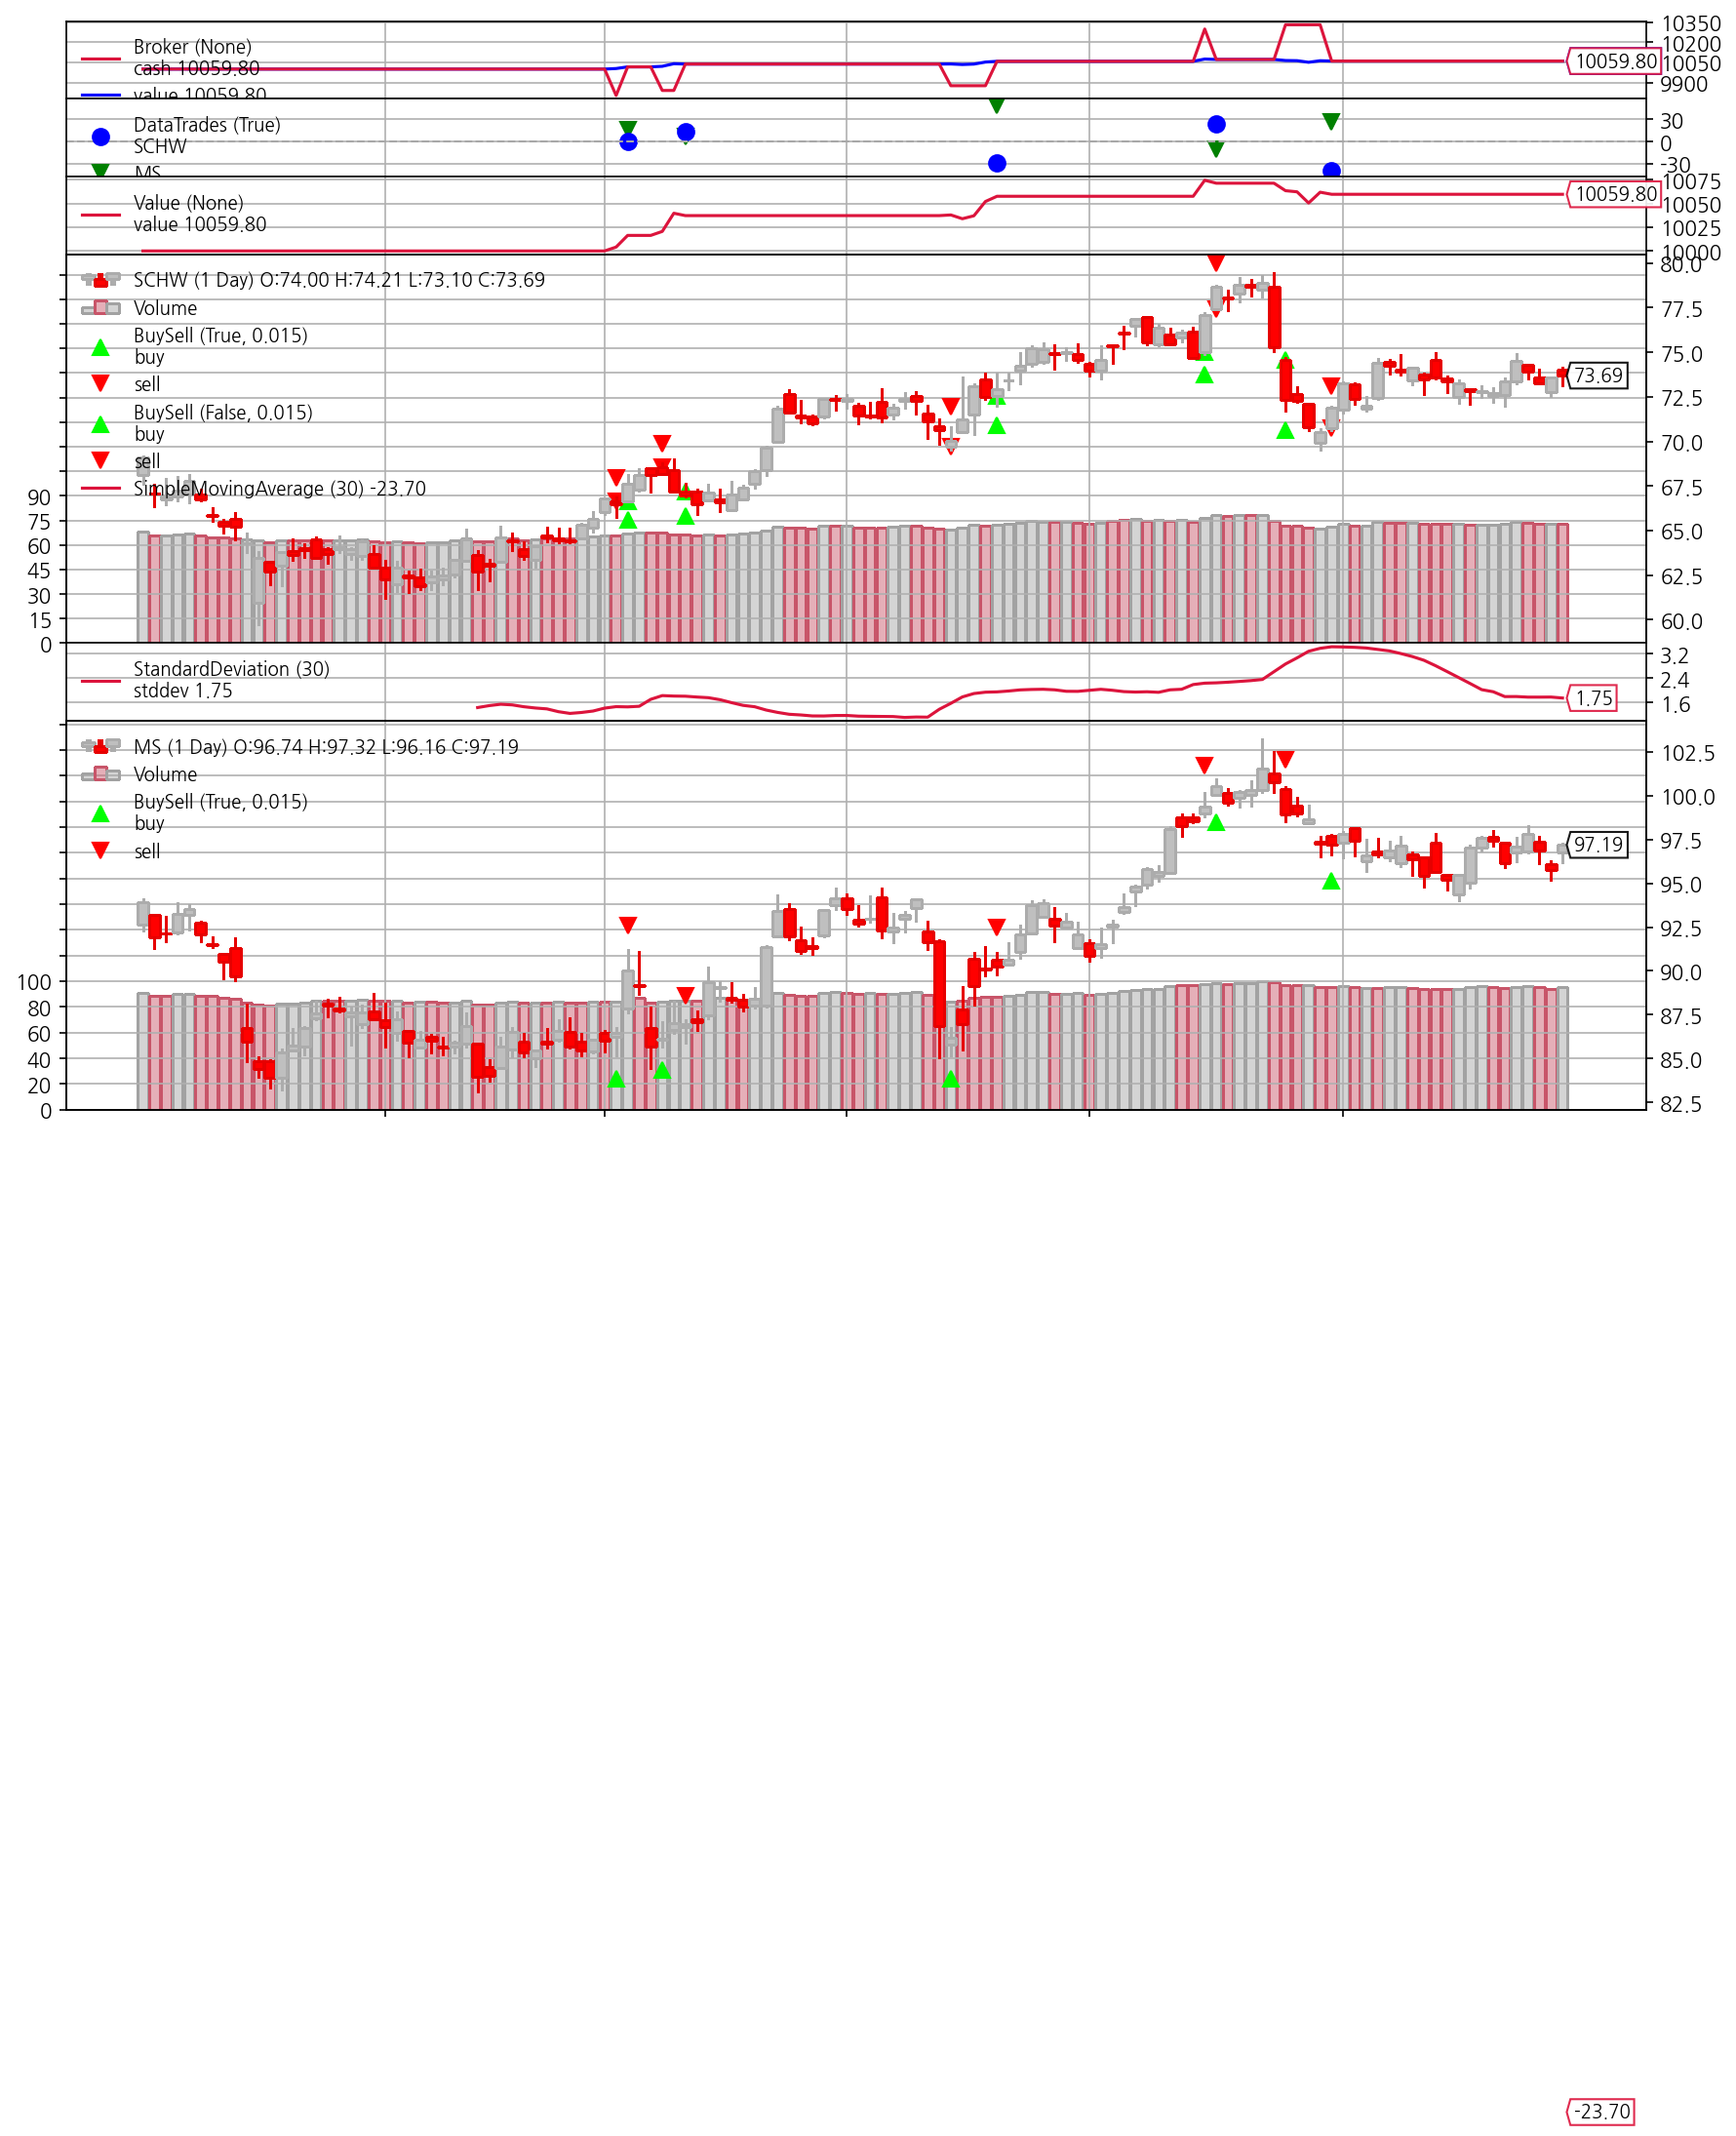 Broker (None)
cash 10059.80
value 10059.80
10350
10200
10050
9900
10059.80
DataTrades (True)
SCHW
MS
30
0
-30
Value (None)
value 10059.80
10075
10050
10025
10000
10059.80
SCHW (1 Day) O:74.00 H:74.21 L:73.10 C:73.69
Volume
BuySell (True, 0.015)
buy
sell
BuySell (False, 0.015)
buy
sell
SimpleMovingAverage (30) -23.70
90
75
60
45
30
15
0
80.0
77.5
75.0
72.5
70.0
67.5
65.0
62.5
60.0
73.69
StandardDeviation (30)
stddev 1.75
3.2
2.4
1.6
1.75
MS (1 Day) O:96.74 H:97.32 L:96.16 C:97.19
Volume
BuySell (True, 0.015)
buy
sell
100
80
60
40
20
0
102.5
100.0
97.5
95.0
92.5
90.0
87.5
85.0
82.5
97.19
-23.70